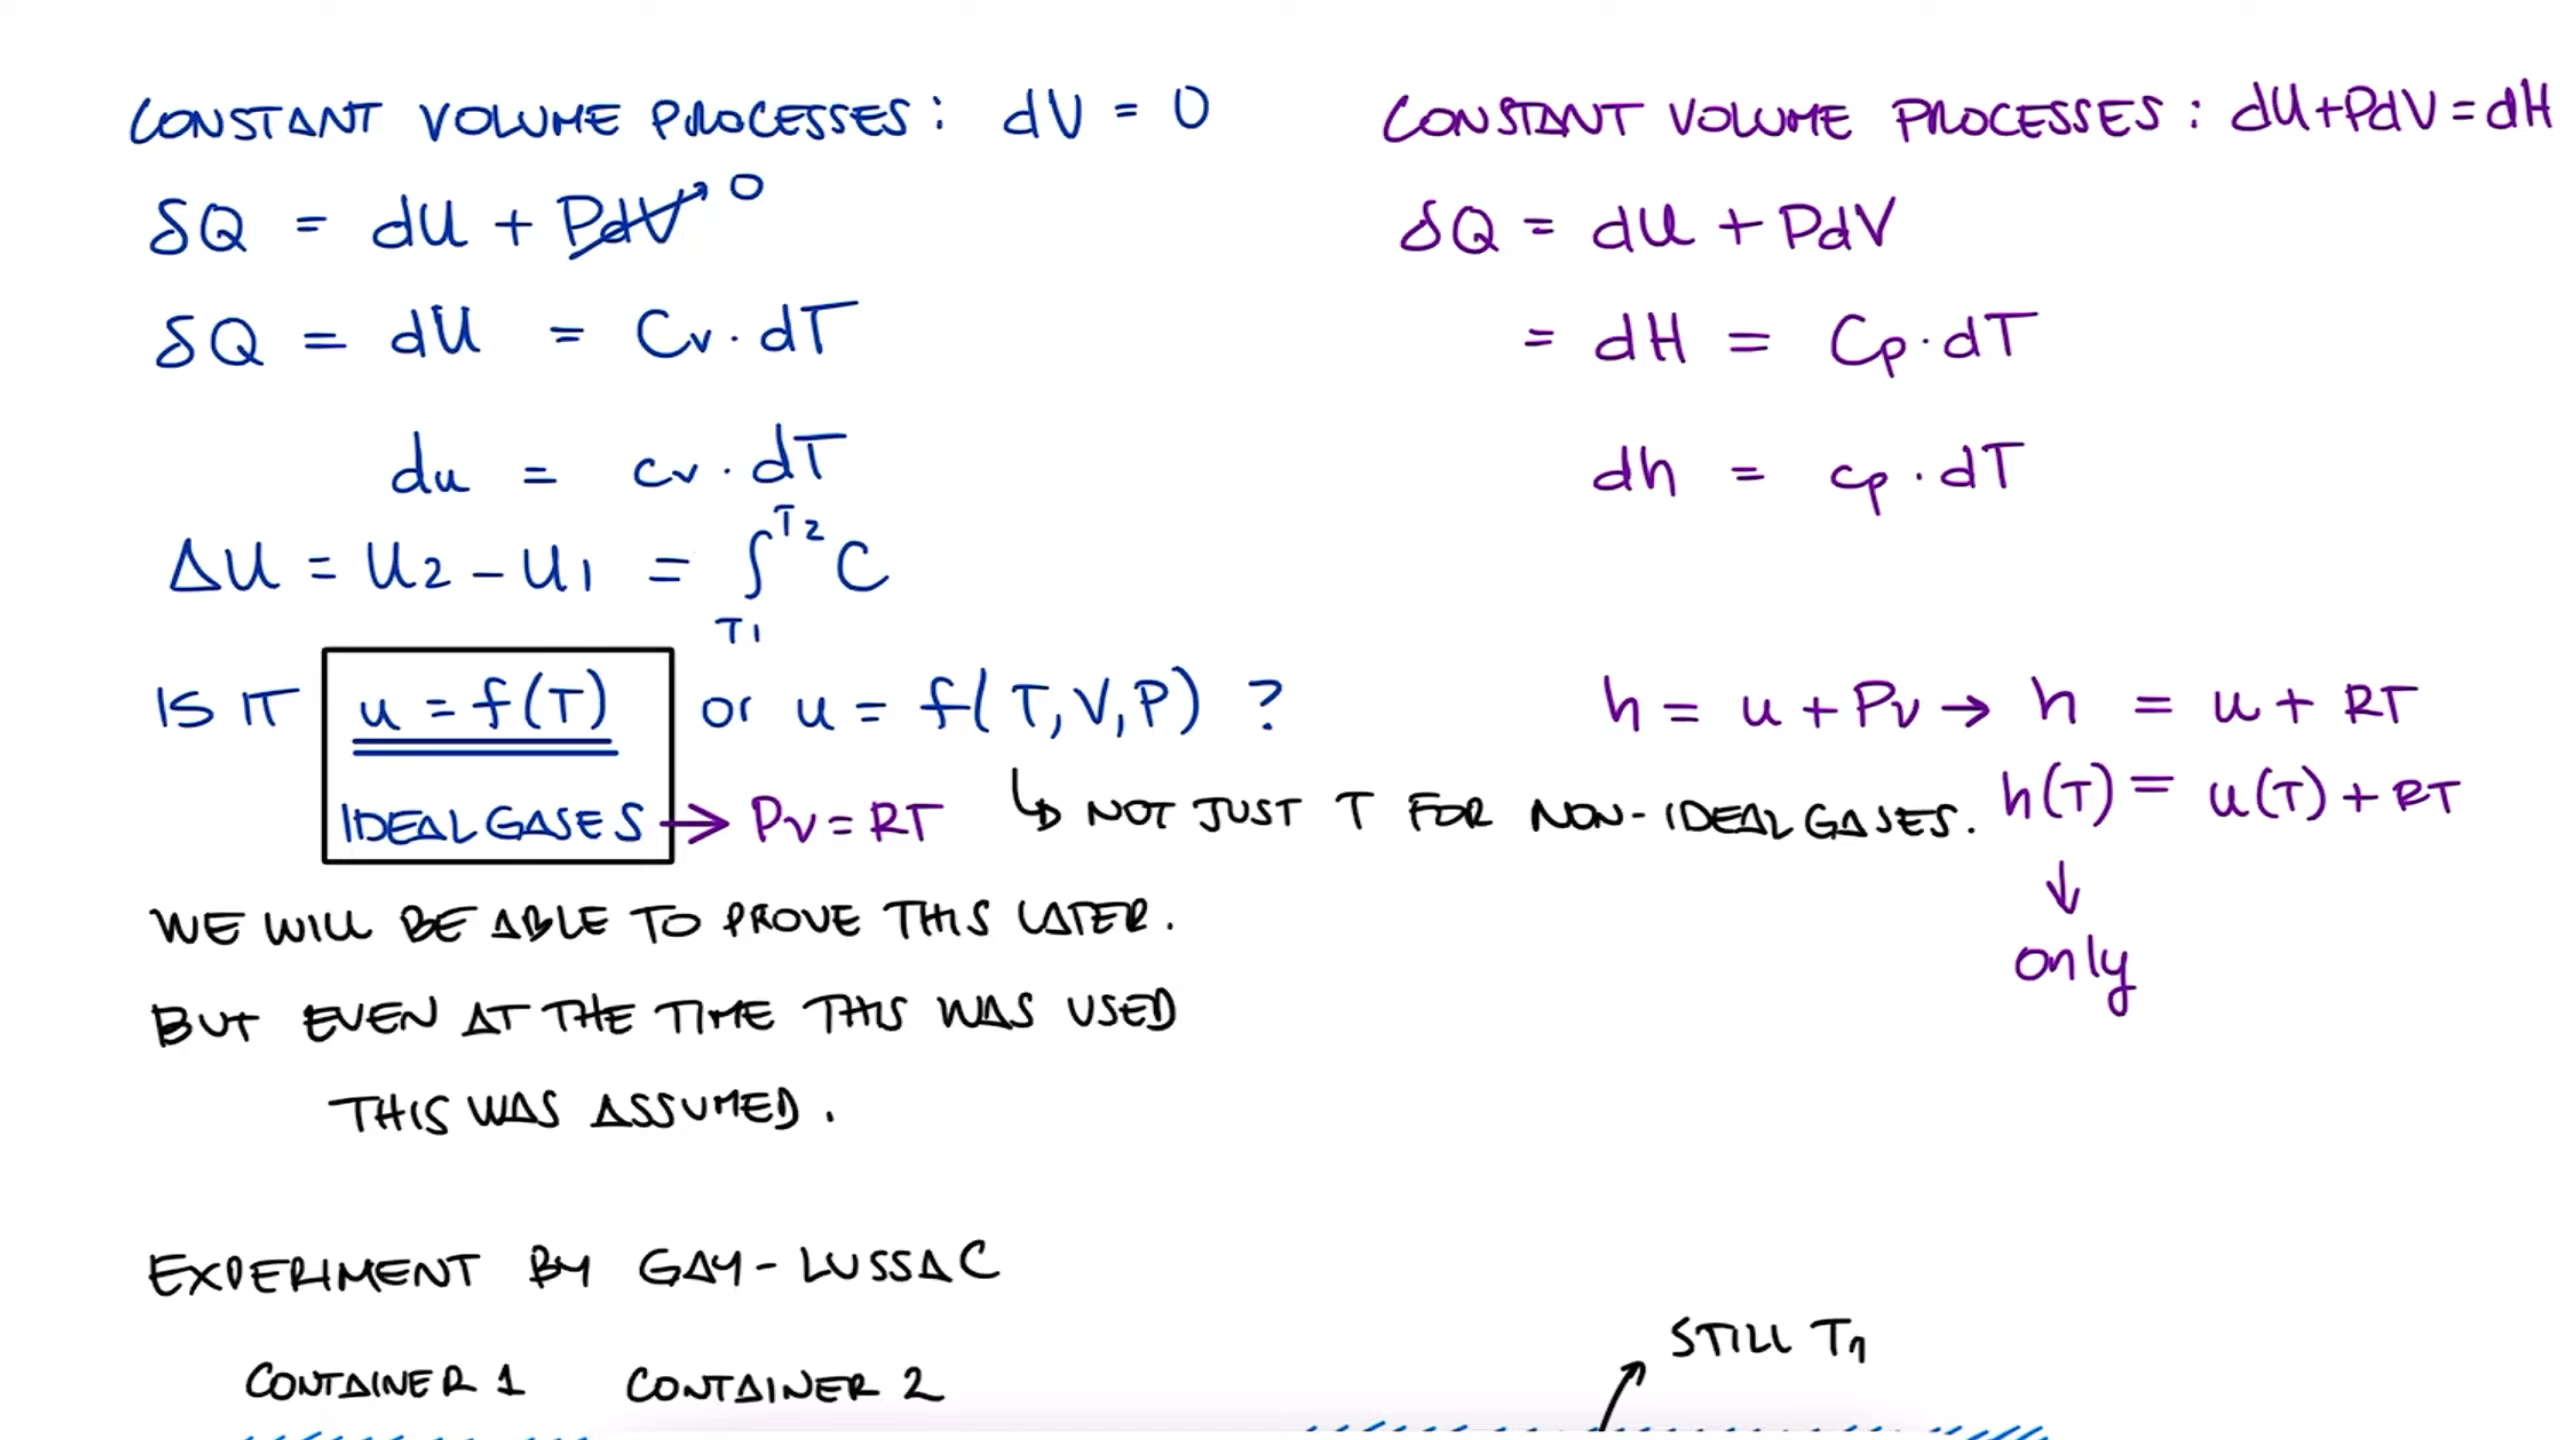 CONSTANT VOLUME PROCESSES: dV = 0
δQ = dU + PdV → 0
δQ = dU = Cv · dT
du = cv · dT
ΔU = U2 - U1 = ∫ T1 T2 C
IS IT u = f(T) or u = f(T,V,P) ?
IDEAL GASES → Pv = RT
↳ NOT JUST T FOR NON-IDEAL GASES.
WE WILL BE ABLE TO PROVE THIS LATER.
BUT EVEN AT THE TIME THIS WAS USED
THIS WAS ASSUMED.
CONSTANT VOLUME PROCESSES: dU+PdV=dH
δQ = dU + PdV
= dH = Cp · dT
dh = cp · dT
h = u + Pv → h = u + RT
h(T) = u(T) + RT
↓
only
EXPERIMENT BY GAY-LUSSAC
CONTAINER 1 CONTAINER 2
STILL T1